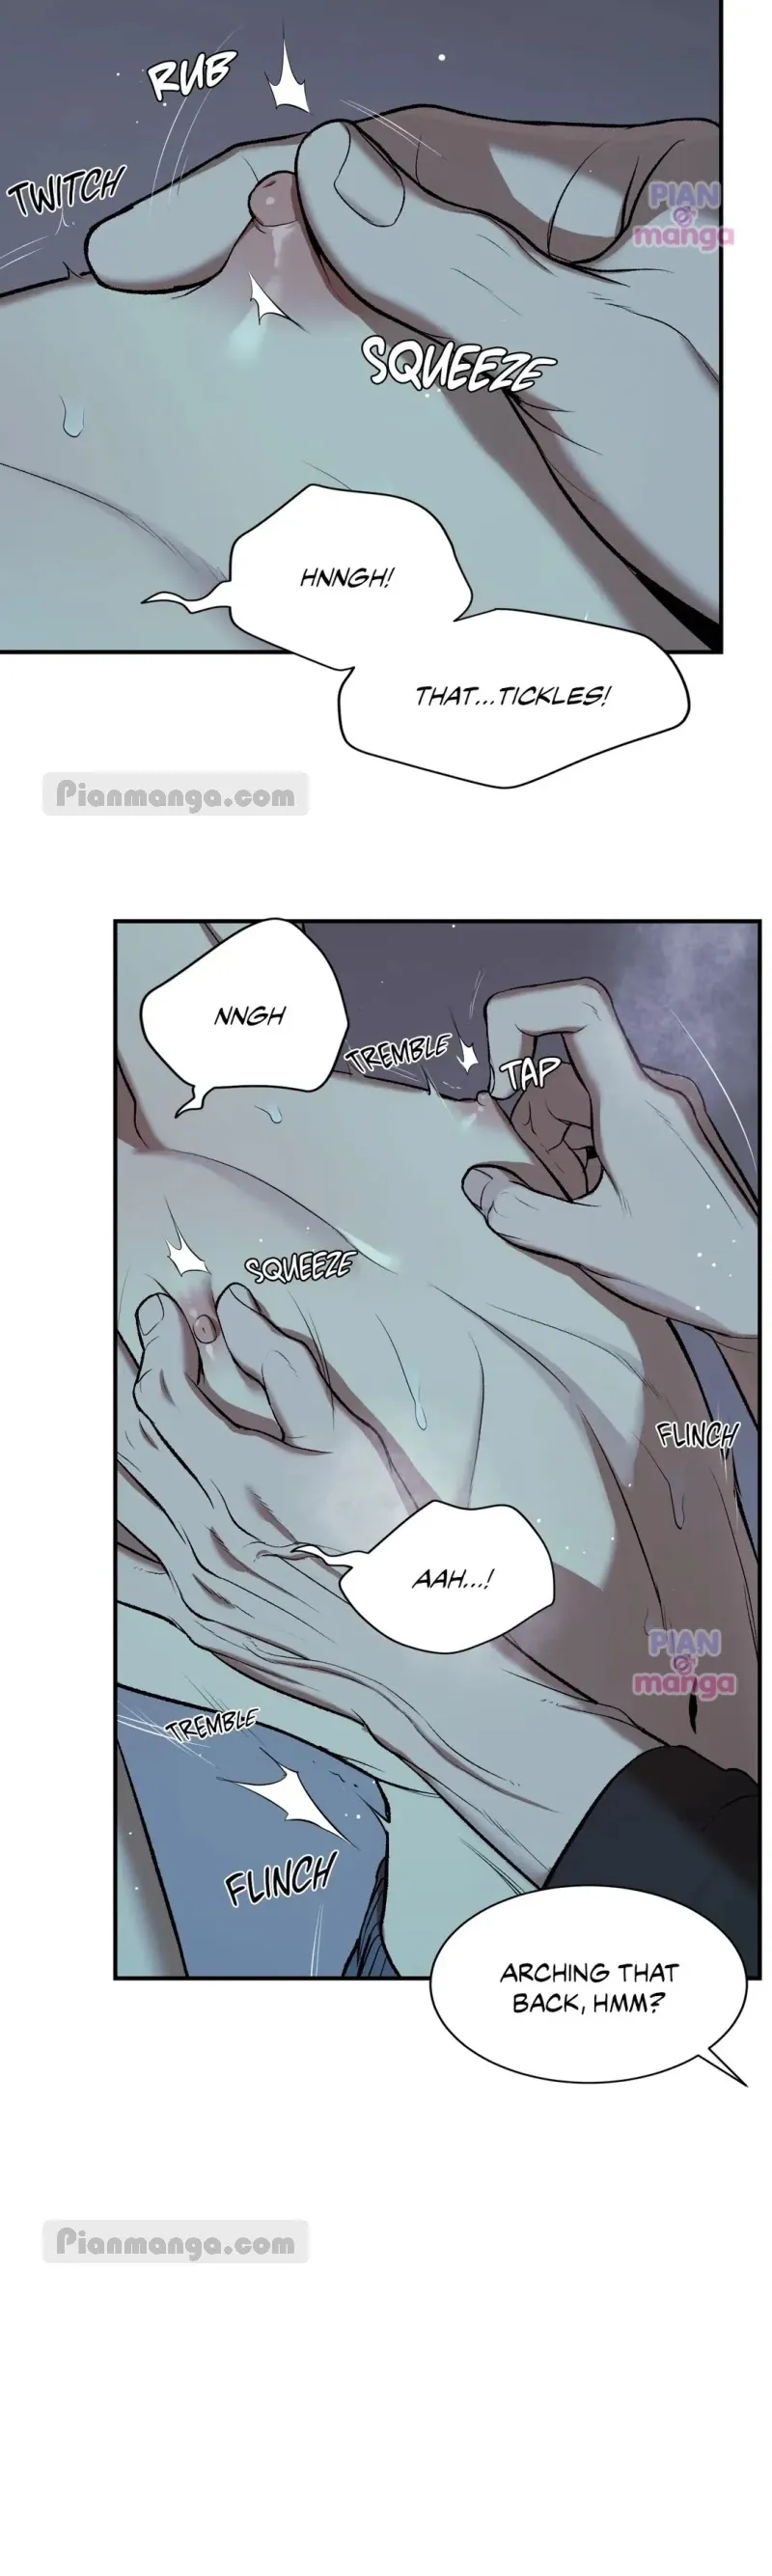 RUB
TWITCH
PIAN
manga
SQUEEZE
HNNGH!
THAT...TICKLES!
Pianmanga.com
NNGH
TREMBLE
TAP
SQUEEZE
FLINCH
AAH...!
PIAN
manga
TREMBLE
FLINCH
ARCHING THAT
BACK, HMM?
Pianmanga.com